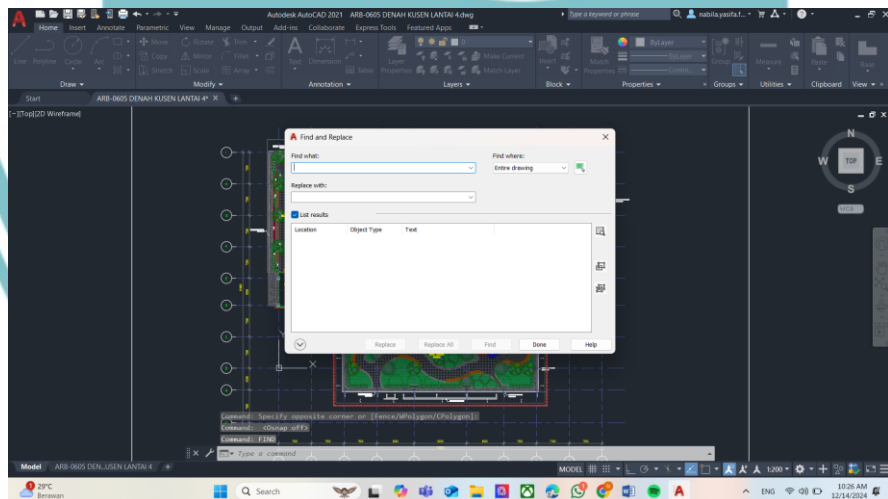 Autodesk AutoCAD 2021 ARB-0605 DENAH KUSEN LANTAI 4.dwg
Type a keyword or phrase
nabila.yasifa.f...
Home Insert Annotate Parametric View Manage Output Add-ins Collaborate Express Tools Featured Apps
Line Polyline Circle Arc
Move Rotate Trim
Copy Mirror Fillet
Stretch Scale Array
Text Dimension Table
Layer Properties
0
Make Current
Match Layer
Insert
Match Properties
ByLayer
Group
Measure
Paste
Base
Draw Modify Annotation Layers Block Properties Groups Utilities Clipboard View
Start ARB-0605 DENAH KUSEN LANTAI 4*
[-][Top][2D Wireframe]
N
W TOP E
S
WCS
Find and Replace
Find what: Find where:
Entire drawing
Replace with:
List results
Location Object Type Text
Replace Replace All Find Done Help
Y
X
Command: Specify opposite corner or [Fence/WPolygon/CPolygon]:
Command: <Osnap off>
Command: FIND
Type a command
Model ARB-0605 DEN...USEN LANTAI 4
MODEL 1:200
29°C
Berawan
Search
ENG
10:26 AM
12/14/2024